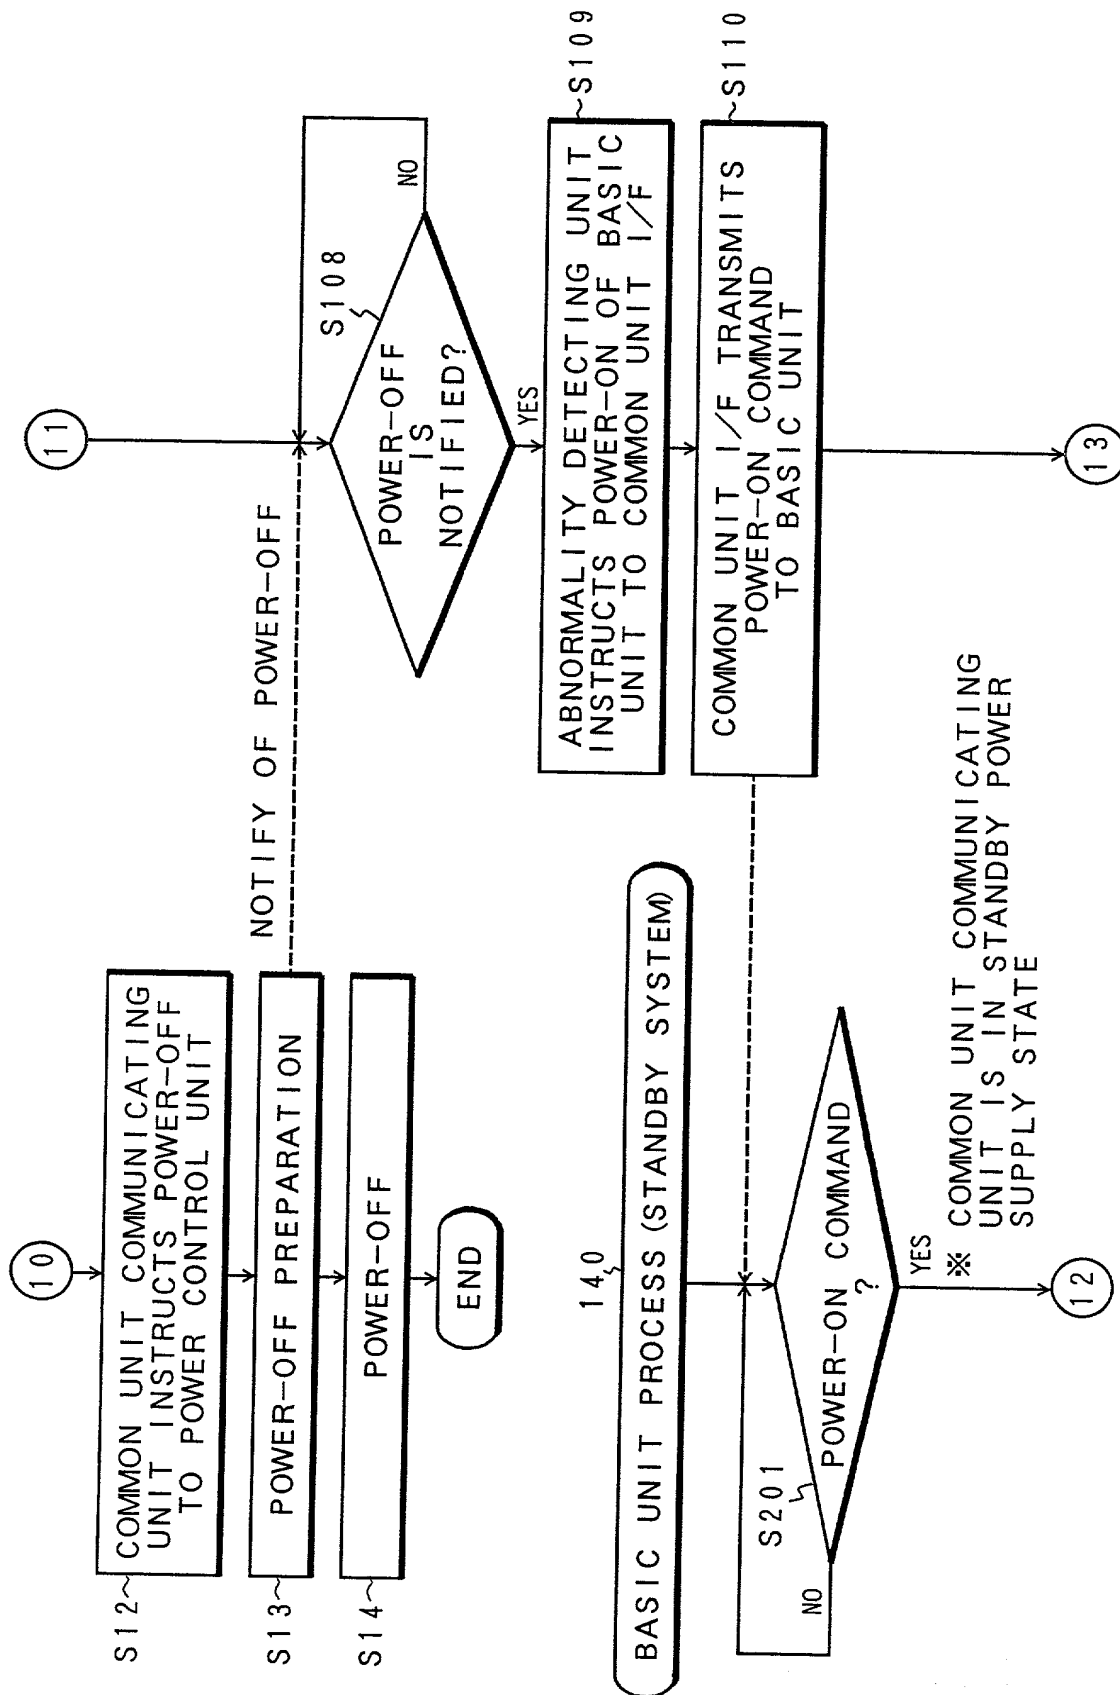 10
S12
COMMON UNIT COMMUNICATING
UNIT INSTRUCTS POWER-OFF
TO POWER CONTROL UNIT
S13
POWER-OFF PREPARATION
NOTIFY OF POWER-OFF
S14
POWER-OFF
END
11
S108
POWER-OFF
IS
NOTIFIED?
NO
YES
ABNORMALITY DETECTING UNIT
INSTRUCTS POWER-ON OF BASIC
UNIT TO COMMON UNIT I/F
S109
COMMON UNIT I/F TRANSMITS
POWER-ON COMMAND
TO BASIC UNIT
S110
13
140
BASIC UNIT PROCESS (STANDBY SYSTEM)
S201
POWER-ON COMMAND
?
NO
YES
※ COMMON UNIT COMMUNICATING
UNIT IS IN STANDBY POWER
SUPPLY STATE
12